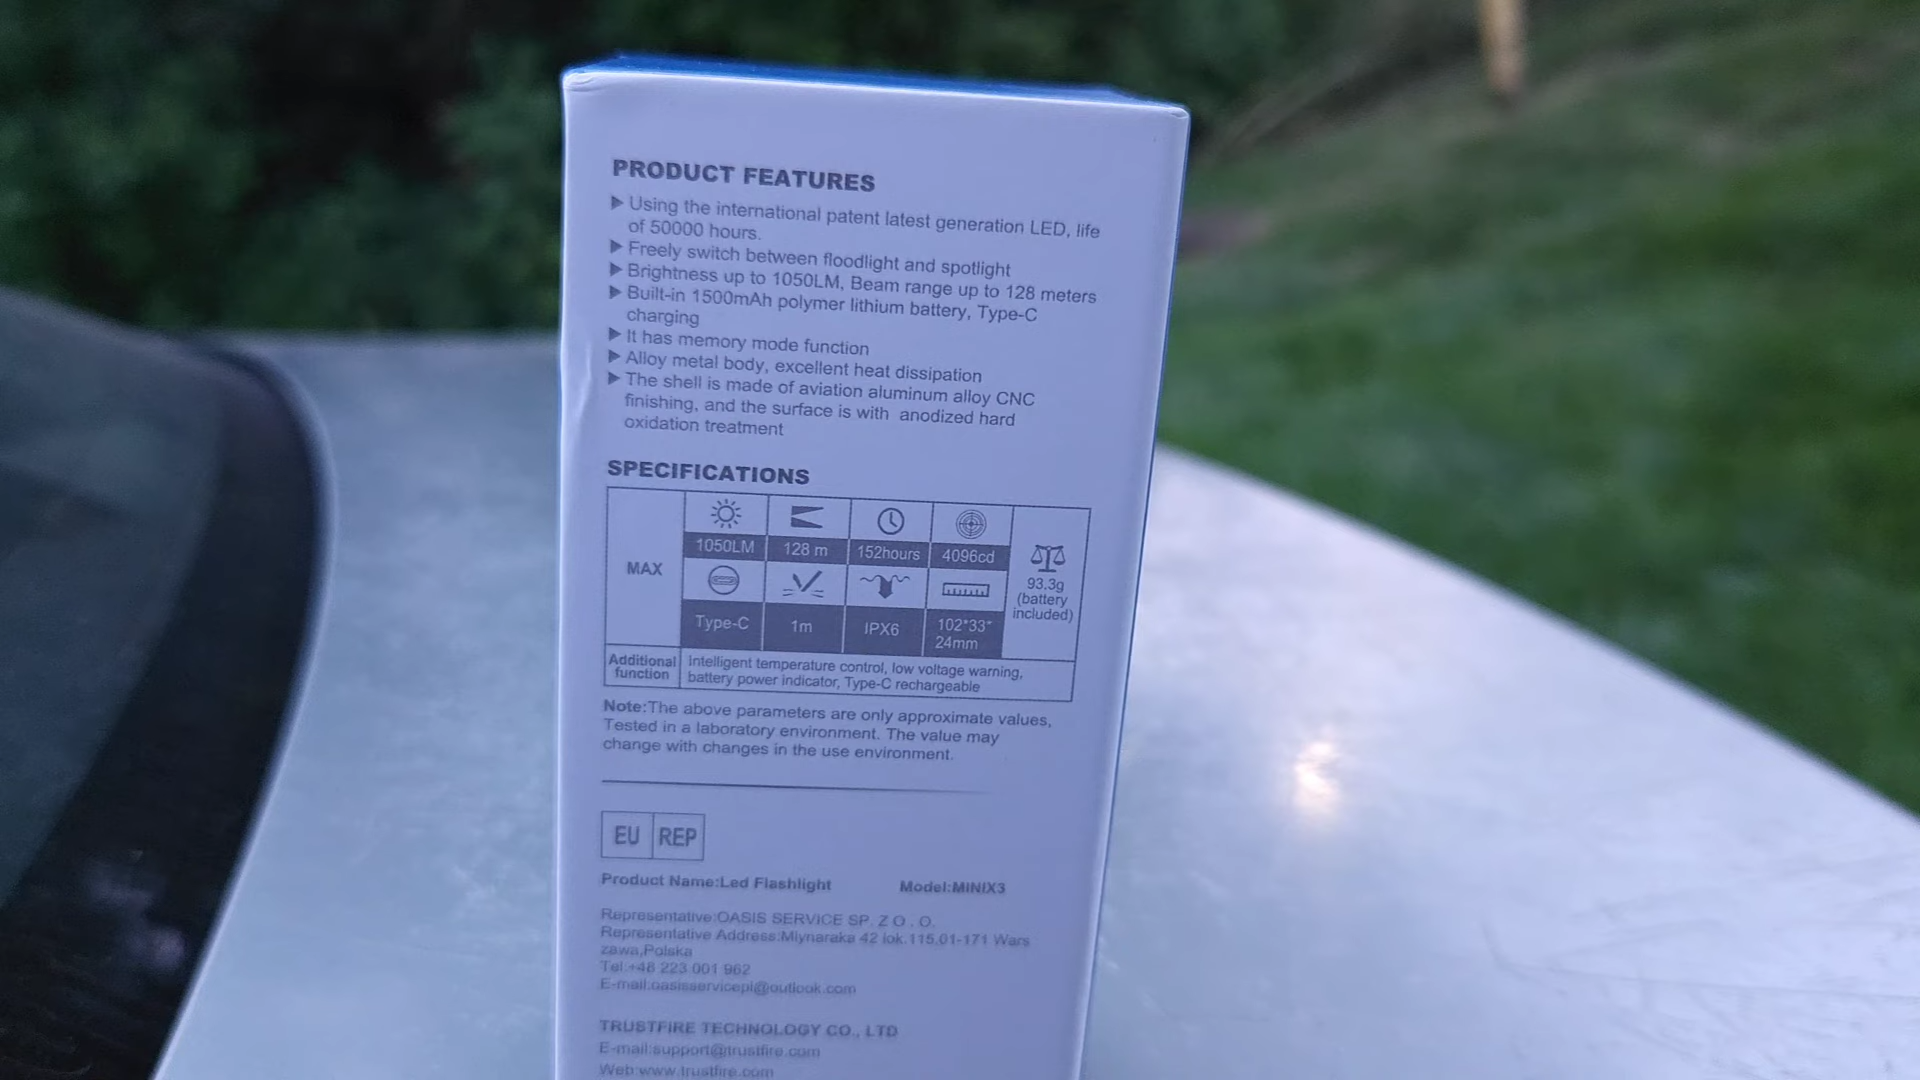 PRODUCT FEATURES
▶ Using the international patent latest generation LED, life
of 50000 hours.
▶ Freely switch between floodlight and spotlight
▶ Brightness up to 1050LM, Beam range up to 128 meters
▶ Built-in 1500mAh polymer lithium battery, Type-C
charging
▶ It has memory mode function
▶ Alloy metal body, excellent heat dissipation
▶ The shell is made of aviation aluminum alloy CNC
finishing, and the surface is with anodized hard
oxidation treatment
SPECIFICATIONS
MAX
1050LM 128 m 152hours 4096cd
Type-C 1m IPX6 102*33*
24mm
93.3g
(battery
included)
Additional
function
Intelligent temperature control, low voltage warning,
battery power indicator, Type-C rechargeable
Note:The above parameters are only approximate values,
Tested in a laboratory environment. The value may
change with changes in the use environment.
EU REP
Product Name:Led Flashlight Model:MINIX3
Representative:OASIS SERVICE SP. Z O . O.
Representative Address:Mlynaraka 42 lok.115,01-171 Wars
zawa,Polska
Tel:+48 223 001 962
E-mail:oasisservicepl@outlook.com
TRUSTFIRE TECHNOLOGY CO., LTD
E-mail:support@trustfire.com
Web:www.trustfire.com